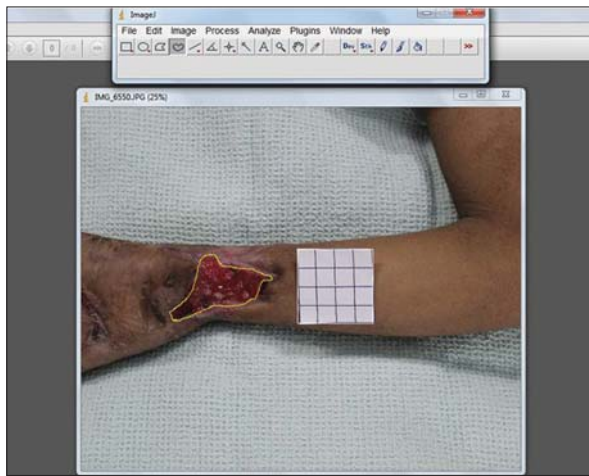 ImageJ
File Edit Image Process Analyze Plugins Window Help
A Dev Stk >>
IMG_6550.JPG (25%)